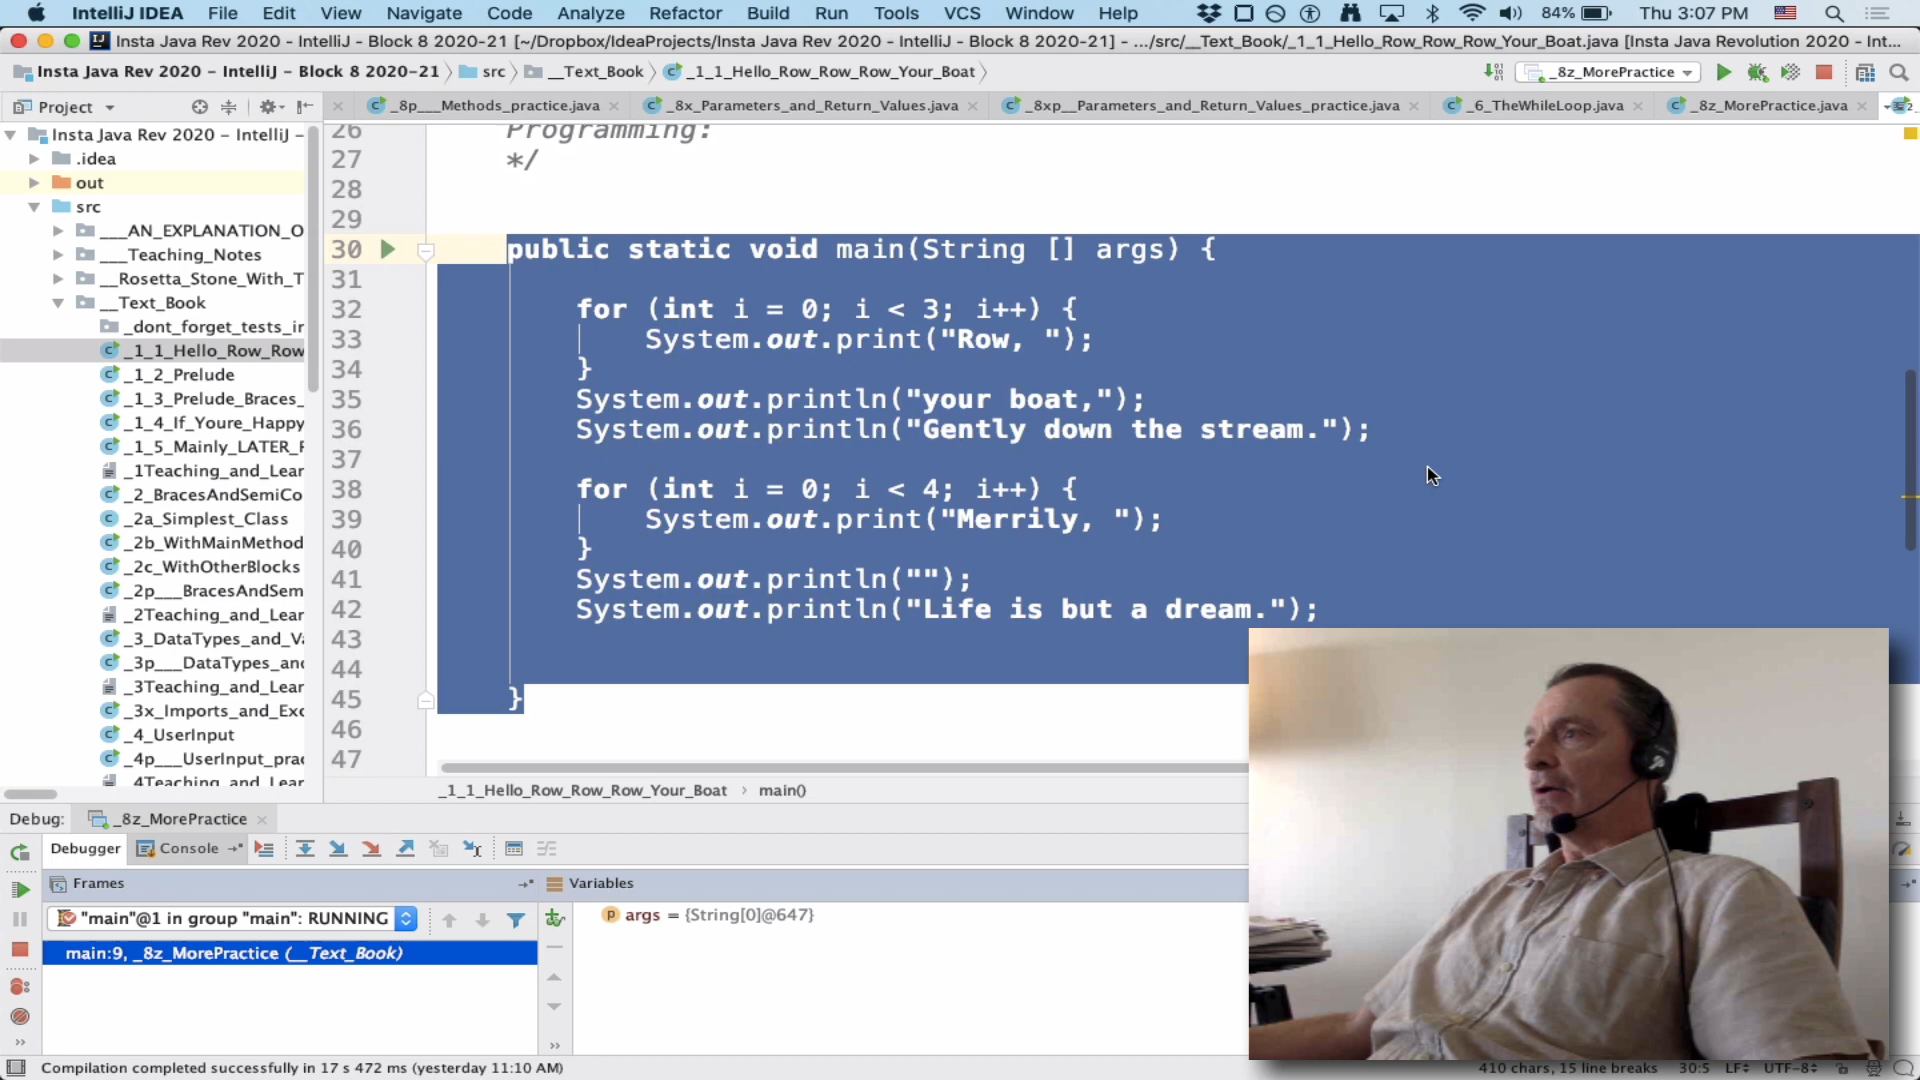 IntelliJ IDEA File Edit View Navigate Code Analyze Refactor Build Run Tools VCS Window Help 84% Thu 3:07 PM
Insta Java Rev 2020 - IntelliJ - Block 8 2020-21 [~/Dropbox/IdeaProjects/Insta Java Rev 2020 - IntelliJ - Block 8 2020-21] - .../src/__Text_Book/_1_1_Hello_Row_Row_Row_Your_Boat.java [Insta Java Revolution 2020 - Int...
Insta Java Rev 2020 - IntelliJ - Block 8 2020-21 src __Text_Book _1_1_Hello_Row_Row_Row_Your_Boat _8z_MorePractice
Project _8p___Methods_practice.java _8x_Parameters_and_Return_Values.java _8xp__Parameters_and_Return_Values_practice.java _6_TheWhileLoop.java _8z_MorePractice.java
Insta Java Rev 2020 - IntelliJ -
.idea
out
src
___AN_EXPLANATION_O
___Teaching_Notes
__Rosetta_Stone_With_T
__Text_Book
_dont_forget_tests_in
_1_1_Hello_Row_Row
_1_2_Prelude
_1_3_Prelude_Braces_
_1_4_If_Youre_Happy
_1_5_Mainly_LATER_
_1Teaching_and_Lear
_2_BracesAndSemiCo
_2a_Simplest_Class
_2b_WithMainMethod
_2c_WithOtherBlocks
_2p___BracesAndSem
_2Teaching_and_Lear
_3_DataTypes_and_Va
_3p___DataTypes_and
_3Teaching_and_Lear
_3x_Imports_and_Exc
_4_UserInput
_4p___UserInput_prac
_4Teaching_and_Lear
26 Programming:
27 */
28
29
30 public static void main(String [] args) {
31
32 for (int i = 0; i < 3; i++) {
33 System.out.print("Row, ");
34 }
35 System.out.println("your boat,");
36 System.out.println("Gently down the stream.");
37
38 for (int i = 0; i < 4; i++) {
39 System.out.print("Merrily, ");
40 }
41 System.out.println("");
42 System.out.println("Life is but a dream.");
43
44
45 }
46
47
_1_1_Hello_Row_Row_Row_Your_Boat › main()
Debug: _8z_MorePractice
Debugger Console
Frames Variables
"main"@1 in group "main": RUNNING
args = {String[0]@647}
main:9, _8z_MorePractice (__Text_Book)
Compilation completed successfully in 17 s 472 ms (yesterday 11:10 AM) 410 chars, 15 line breaks 30:5 LF UTF-8